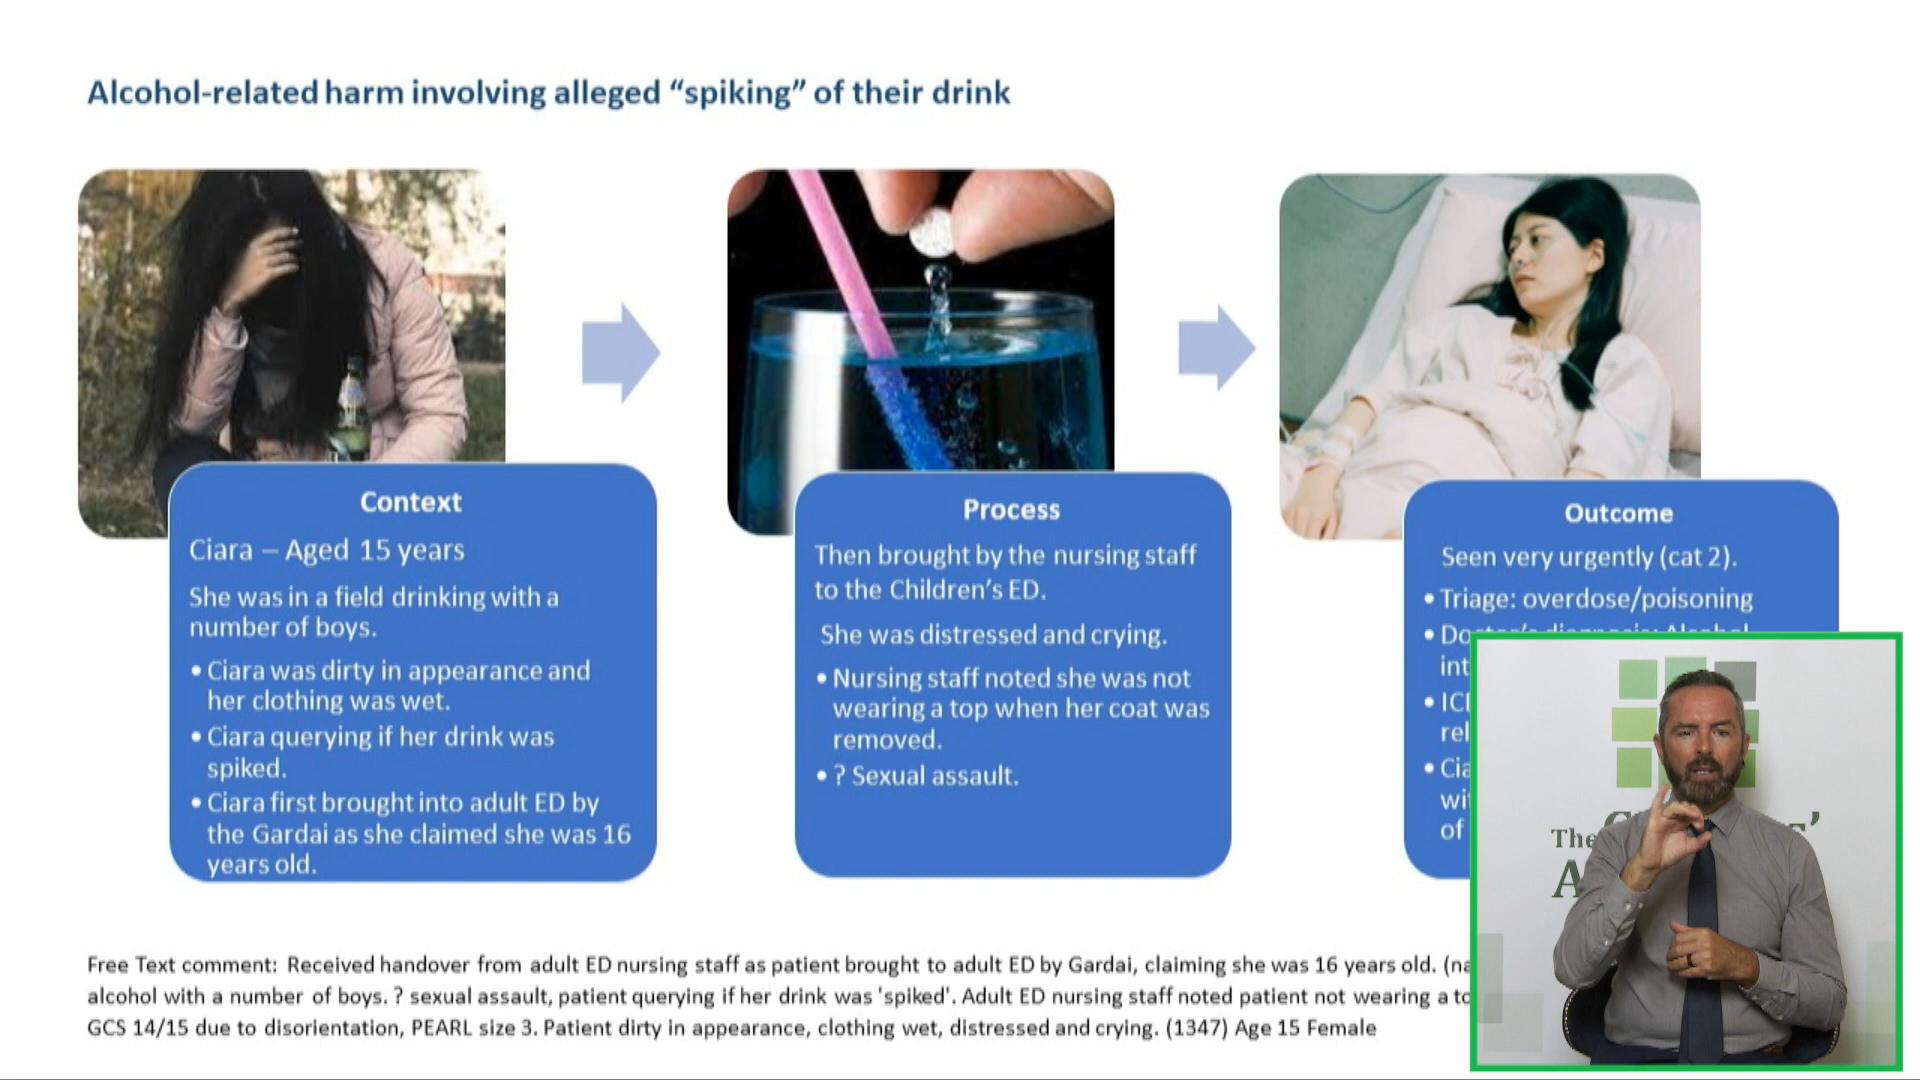 Alcohol-related harm involving alleged “spiking” of their drink
Context
Ciara – Aged 15 years
She was in a field drinking with a
number of boys.
• Ciara was dirty in appearance and
her clothing was wet.
• Ciara querying if her drink was
spiked.
• Ciara first brought into adult ED by
the Gardai as she claimed she was 16
years old.
Process
Then brought by the nursing staff
to the Children’s ED.
She was distressed and crying.
• Nursing staff noted she was not
wearing a top when her coat was
removed.
• ? Sexual assault.
Outcome
Seen very urgently (cat 2).
• Triage: overdose/poisoning
• Doctor’s diagnosis: Alcohol
of
The
Free Text comment: Received handover from adult ED nursing staff as patient brought to adult ED by Gardai, claiming she was 16 years old.
alcohol with a number of boys. ? sexual assault, patient querying if her drink was 'spiked'. Adult ED nursing staff noted patient not wearing a
GCS 14/15 due to disorientation, PEARL size 3. Patient dirty in appearance, clothing wet, distressed and crying. (1347) Age 15 Female